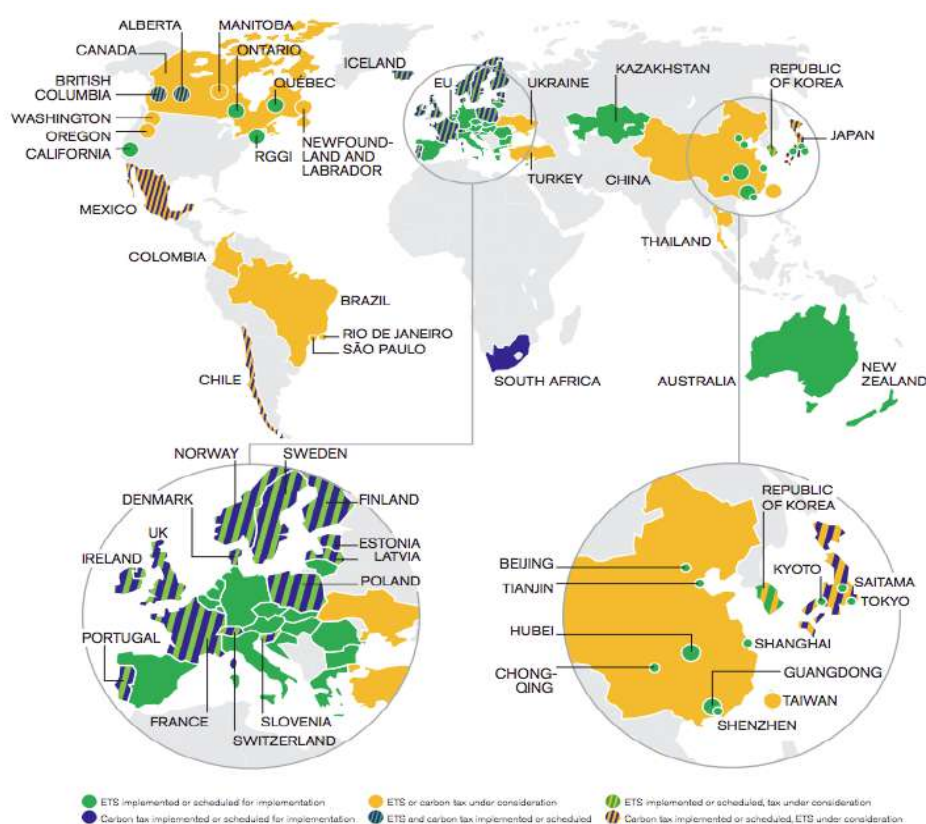 ALBERTA
MANITOBA
CANADA
ONTARIO
BRITISH
COLUMBIA
QUÉBEC
WASHINGTON
OREGON
CALIFORNIA
RGGI
NEWFOUND-
LAND AND
LABRADOR
MEXICO
ICELAND
EU
UKRAINE
KAZAKHSTAN
REPUBLIC
OF KOREA
JAPAN
TURKEY
CHINA
THAILAND
COLOMBIA
BRAZIL
RIO DE JANEIRO
SÃO PAULO
CHILE
SOUTH AFRICA
AUSTRALIA
NEW
ZEALAND
NORWAY
SWEDEN
DENMARK
FINLAND
UK
ESTONIA
LATVIA
IRELAND
POLAND
PORTUGAL
FRANCE
SLOVENIA
SWITZERLAND
REPUBLIC
OF KOREA
BEIJING
TIANJIN
KYOTO
SAITAMA
TOKYO
HUBEI
SHANGHAI
CHONG-
QING
GUANGDONG
TAIWAN
SHENZHEN
ETS implemented or scheduled for implementation
ETS or carbon tax under consideration
ETS implemented or scheduled, tax under consideration
Carbon tax implemented or scheduled for implementation
ETS and carbon tax implemented or scheduled
Carbon tax implemented or scheduled, ETS under consideration